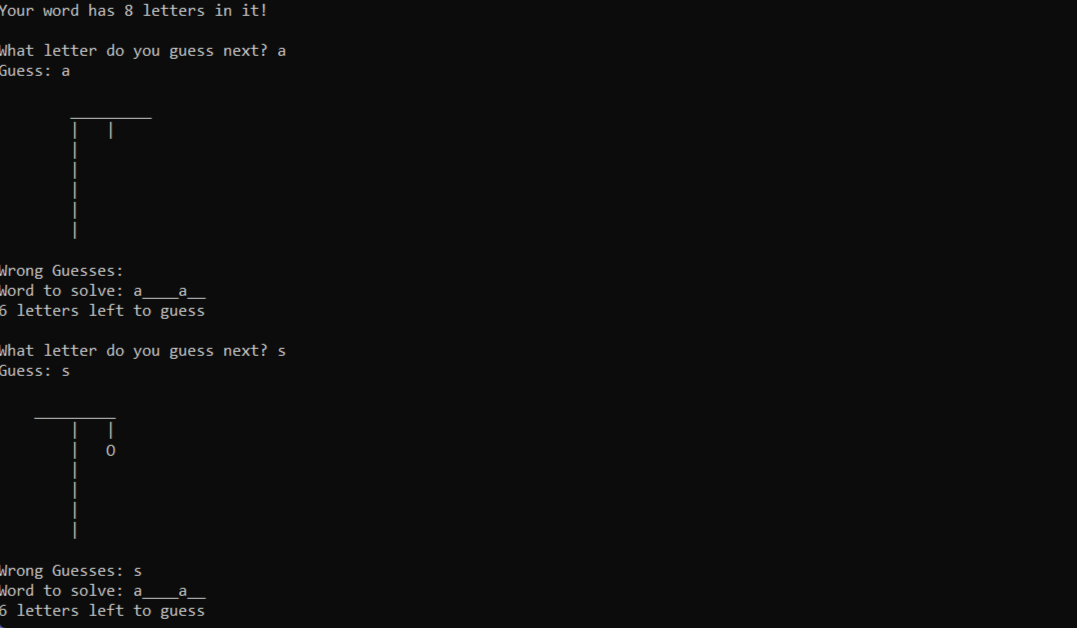 Your word has 8 letters in it!
What letter do you guess next? a
Guess: a
_________
|   |
|
|
|
|
|
Wrong Guesses:
Word to solve: a____a__
6 letters left to guess
What letter do you guess next? s
Guess: s
_________
|   |
|   O
|
|
|
|
Wrong Guesses: s
Word to solve: a____a__
6 letters left to guess